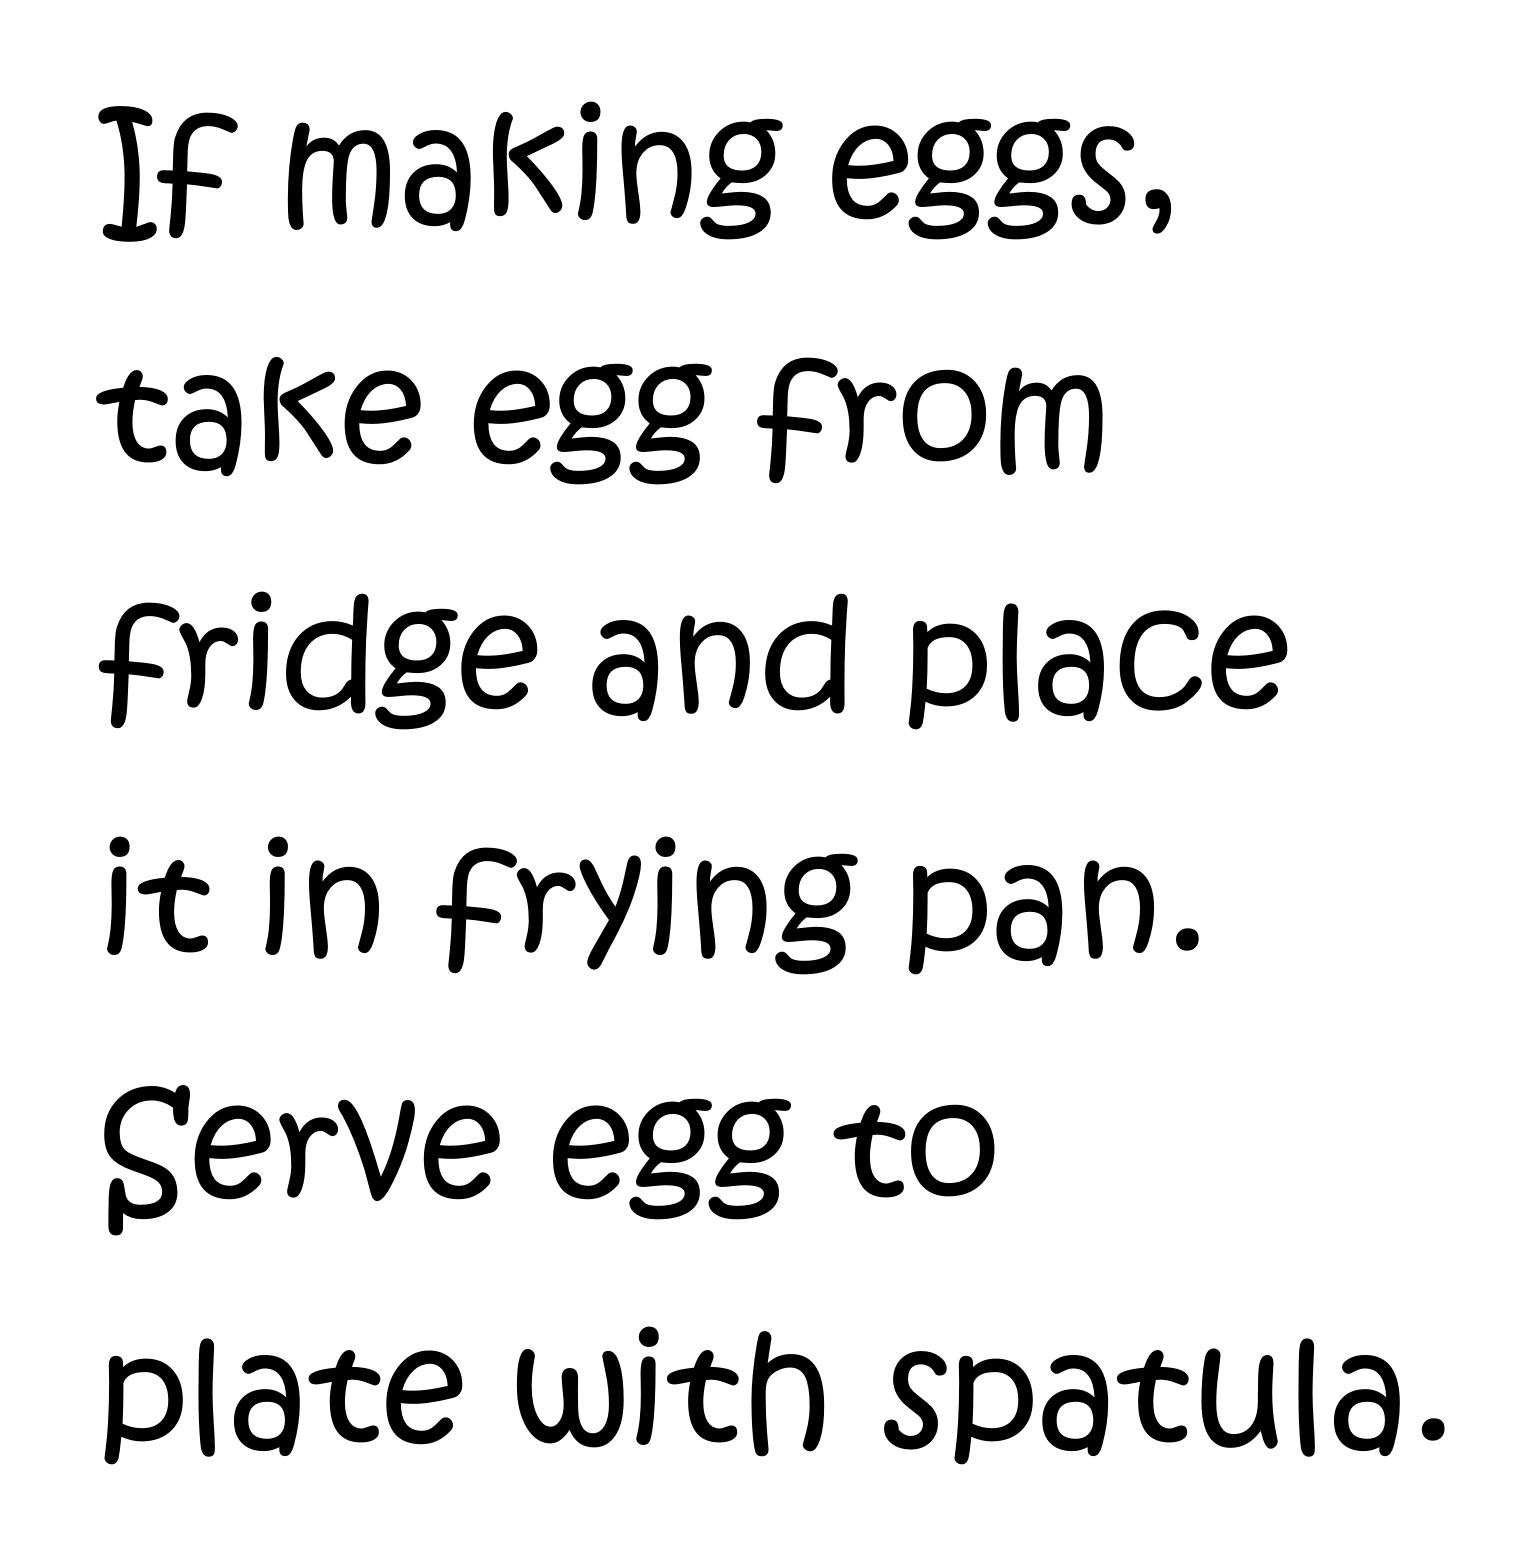 If making eggs,
take egg from
fridge and place
it in frying pan.
Serve egg to
plate with spatula.